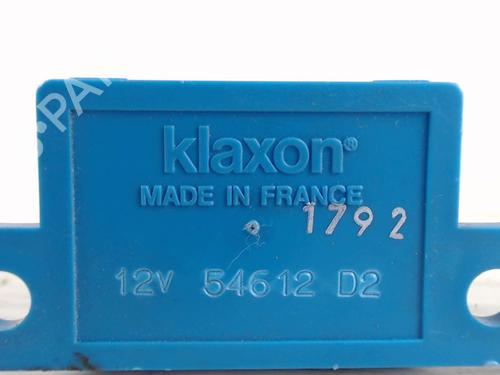 klaxon®
MADE IN FRANCE
1792
12V 54612 D2